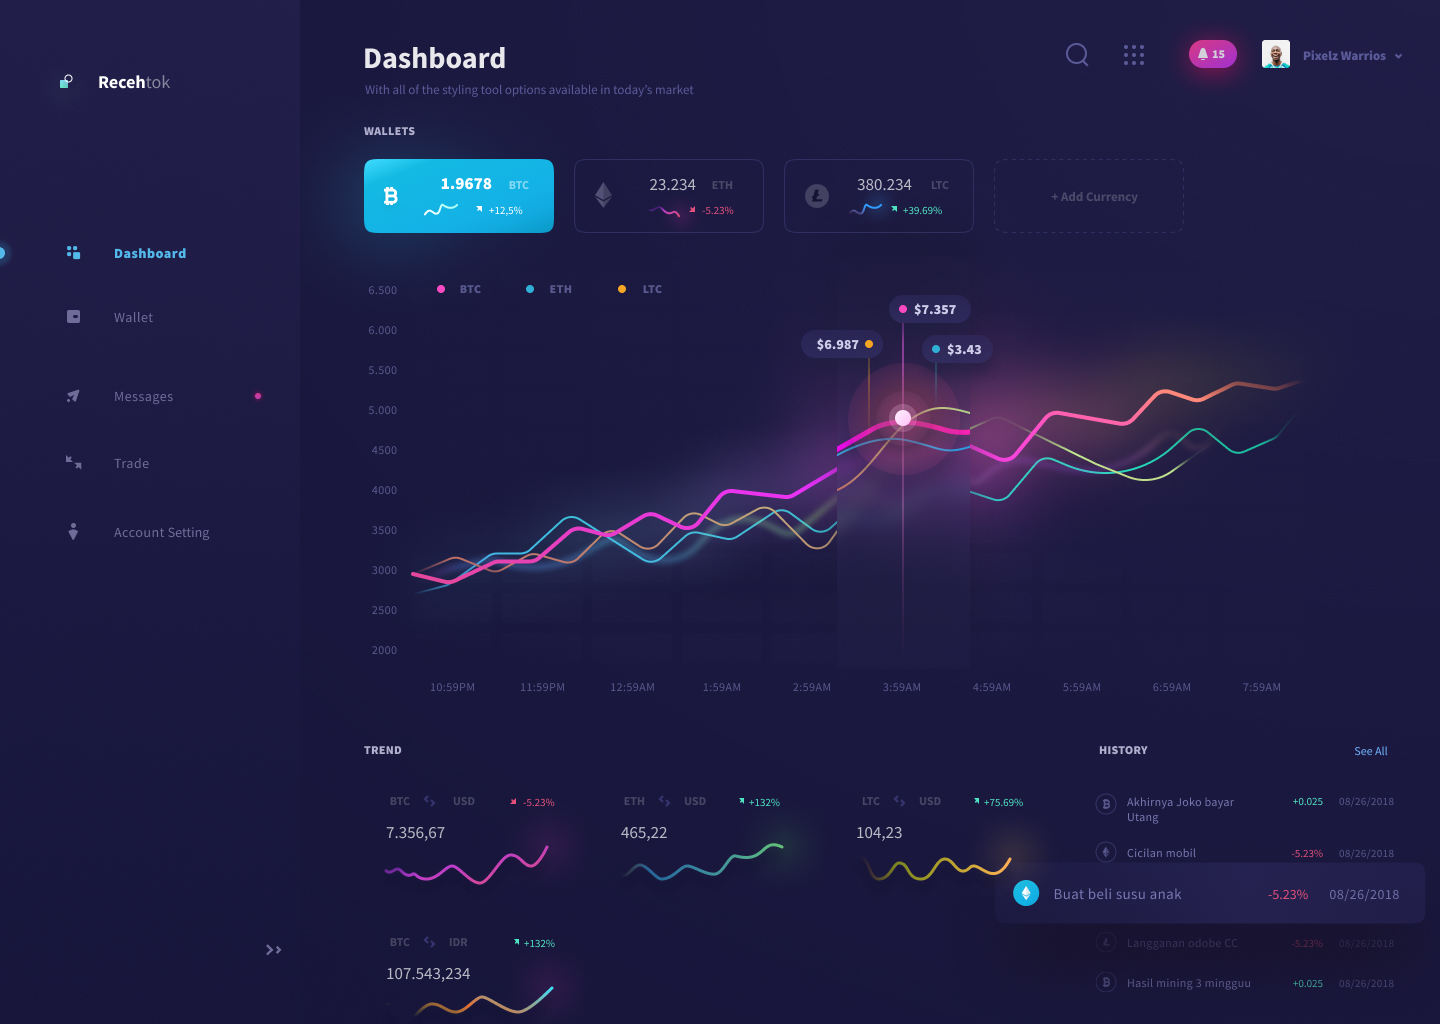 Recehtok
Dashboard
Wallet
Messages
Trade
Account Setting
Dashboard
With all of the styling tool options available in today's market
15
Pixelz Warrios
WALLETS
1.9678 BTC
+12,5%
23.234 ETH
-5.23%
380.234 LTC
+39.69%
+ Add Currency
BTC ETH LTC
6.500
6.000
5.500
5.000
4500
4000
3500
3000
2500
2000
$7.357
$6.987
$3.43
10:59PM 11:59PM 12:59AM 1:59AM 2:59AM 3:59AM 4:59AM 5:59AM 6:59AM 7:59AM
TREND
BTC USD -5.23%
7.356,67
ETH USD +132%
465,22
LTC USD +75.69%
104,23
BTC IDR +132%
107.543,234
HISTORY See All
Akhirnya Joko bayar +0.025 08/26/2018
Utang
Cicilan mobil -5.23% 08/26/2018
Buat beli susu anak -5.23% 08/26/2018
Langganan odobe CC -5.23% 08/26/2018
Hasil mining 3 mingguu +0.025 08/26/2018